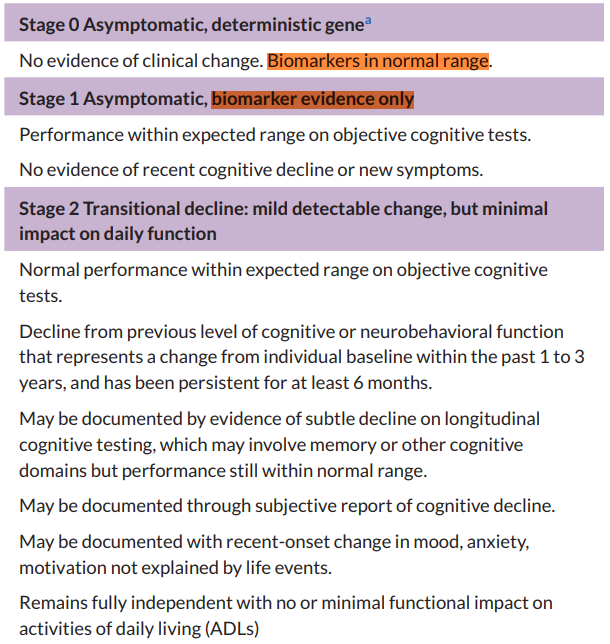 Stage 0 Asymptomatic, deterministic geneᵃ
No evidence of clinical change. Biomarkers in normal range.
Stage 1 Asymptomatic, biomarker evidence only
Performance within expected range on objective cognitive tests.
No evidence of recent cognitive decline or new symptoms.
Stage 2 Transitional decline: mild detectable change, but minimal
impact on daily function
Normal performance within expected range on objective cognitive
tests.
Decline from previous level of cognitive or neurobehavioral function
that represents a change from individual baseline within the past 1 to 3
years, and has been persistent for at least 6 months.
May be documented by evidence of subtle decline on longitudinal
cognitive testing, which may involve memory or other cognitive
domains but performance still within normal range.
May be documented through subjective report of cognitive decline.
May be documented with recent-onset change in mood, anxiety,
motivation not explained by life events.
Remains fully independent with no or minimal functional impact on
activities of daily living (ADLs)